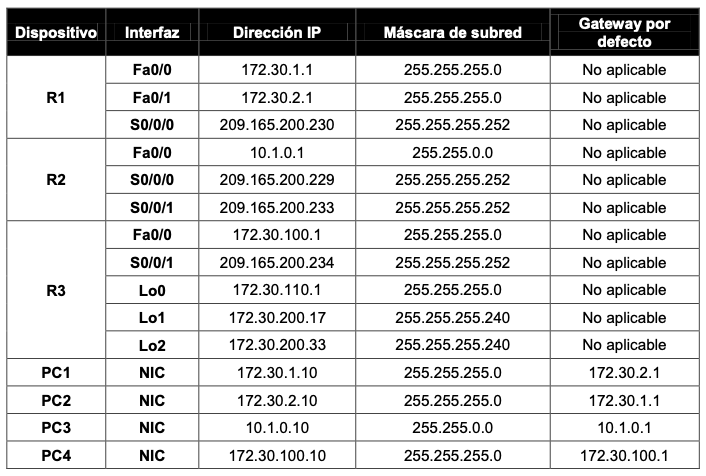 Dispositivo Interfaz Dirección IP Máscara de subred Gateway por defecto
R1 Fa0/0 172.30.1.1 255.255.255.0 No aplicable
Fa0/1 172.30.2.1 255.255.255.0 No aplicable
S0/0/0 209.165.200.230 255.255.255.252 No aplicable
R2 Fa0/0 10.1.0.1 255.255.0.0 No aplicable
S0/0/0 209.165.200.229 255.255.255.252 No aplicable
S0/0/1 209.165.200.233 255.255.255.252 No aplicable
R3 Fa0/0 172.30.100.1 255.255.255.0 No aplicable
S0/0/1 209.165.200.234 255.255.255.252 No aplicable
Lo0 172.30.110.1 255.255.255.0 No aplicable
Lo1 172.30.200.17 255.255.255.240 No aplicable
Lo2 172.30.200.33 255.255.255.240 No aplicable
PC1 NIC 172.30.1.10 255.255.255.0 172.30.2.1
PC2 NIC 172.30.2.10 255.255.255.0 172.30.1.1
PC3 NIC 10.1.0.10 255.255.0.0 10.1.0.1
PC4 NIC 172.30.100.10 255.255.255.0 172.30.100.1